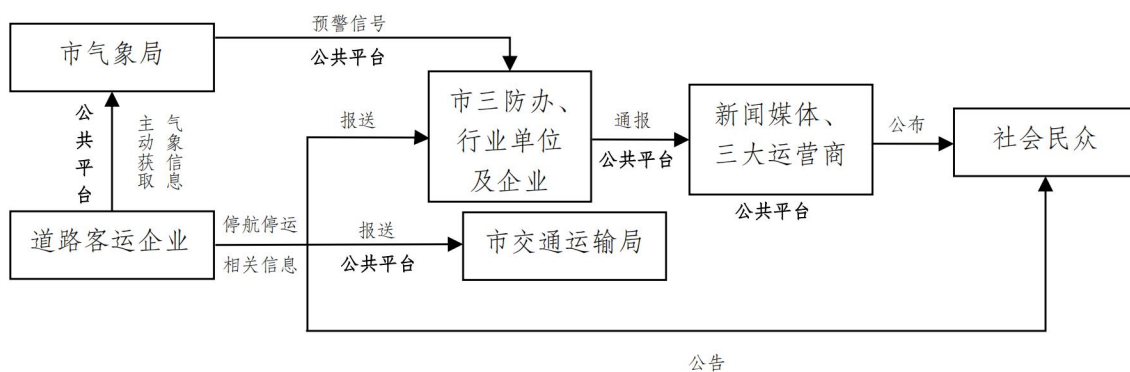 预警信号
市气象局
公共平台
公共平台
主动获取
气象信息
报送
市三防办、
行业单位
及企业
通报
公共平台
新闻媒体、
三大运营商
公共平台
公布
社会民众
道路客运企业
停航停运
相关信息
报送
公共平台
市交通运输局
公告